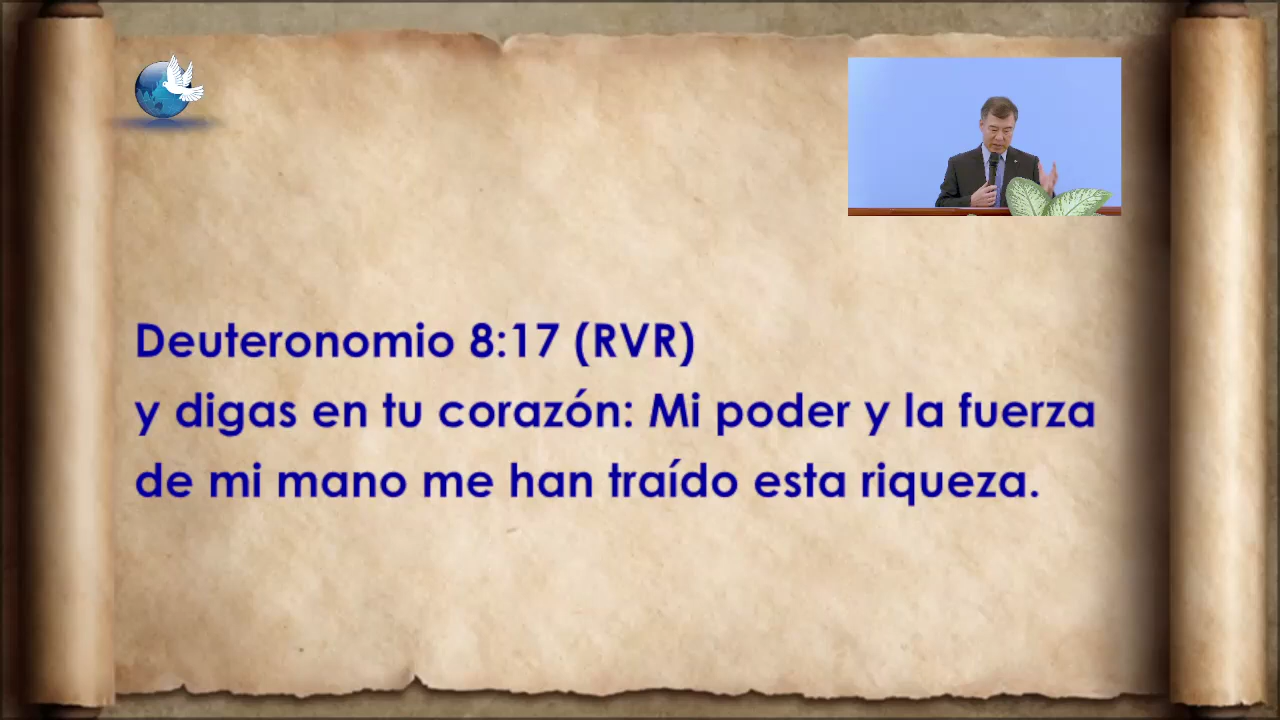 Deuteronomio 8:17 (RVR)
y digas en tu corazón: Mi poder y la fuerza
de mi mano me han traído esta riqueza.